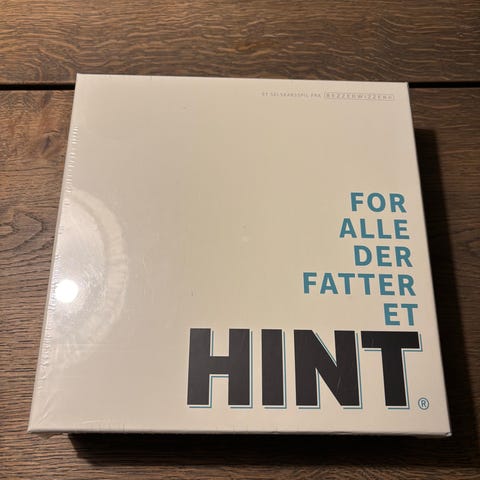 ET SELSKABSSPIL FRA BEZZERWIZZER®
FOR
ALLE
DER
FATTER
ET
HINT®